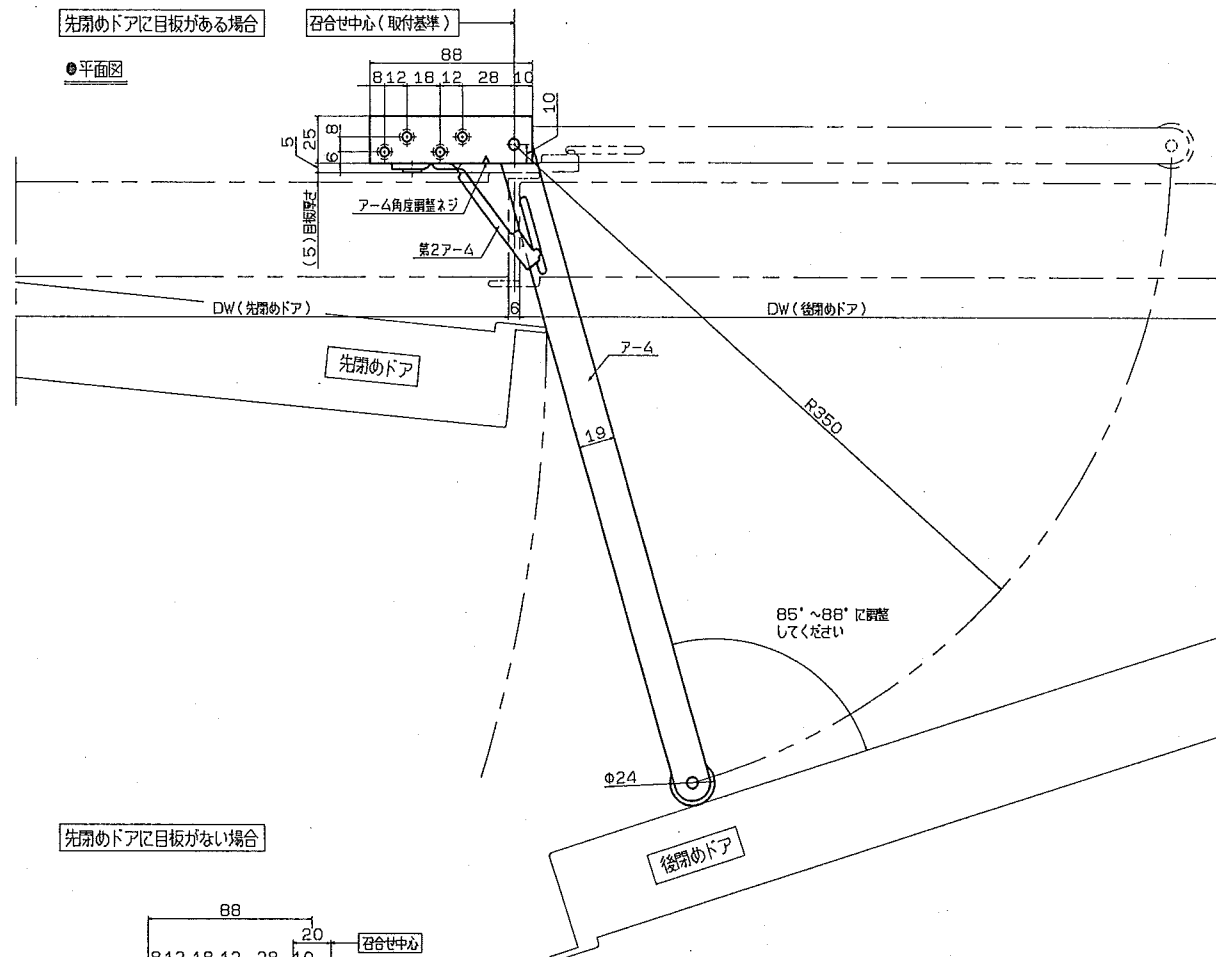 先閉めドアに目板がある場合
召合せ中心(取付基準)
●平面図
88
8 12 18 12 28 10
10
5 25 8 6
(5)目板厚さ
アーム角度調整ネジ
第2アーム
DW(先閉めドア)
6
DW(後閉めドア)
先閉めドア
アーム
R350
19
85°~88°に調整
してください
Φ24
先閉めドアに目板がない場合
後閉めドア
88
20
召合せ中心
8 12 18 12 28 10